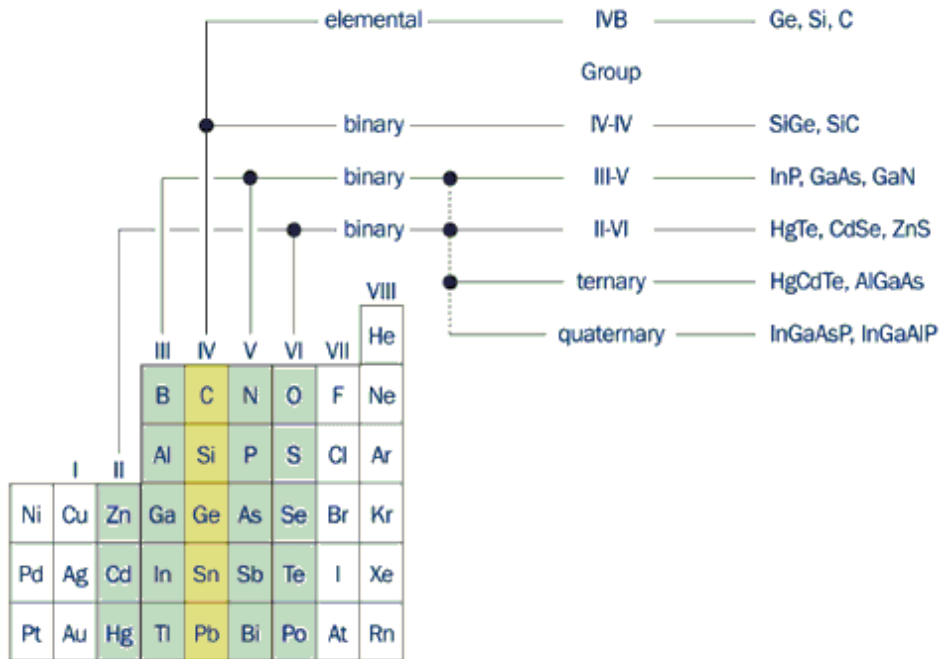 elemental IVB Ge, Si, C
Group
binary IV-IV SiGe, SiC
binary III-V InP, GaAs, GaN
binary II-VI HgTe, CdSe, ZnS
ternary HgCdTe, AlGaAs
quaternary InGaAsP, InGaAlP
VIII
He
III IV V VI VII
B C N O F Ne
Al Si P S Cl Ar
I II
Ni Cu Zn Ga Ge As Se Br Kr
Pd Ag Cd In Sn Sb Te I Xe
Pt Au Hg Tl Pb Bi Po At Rn